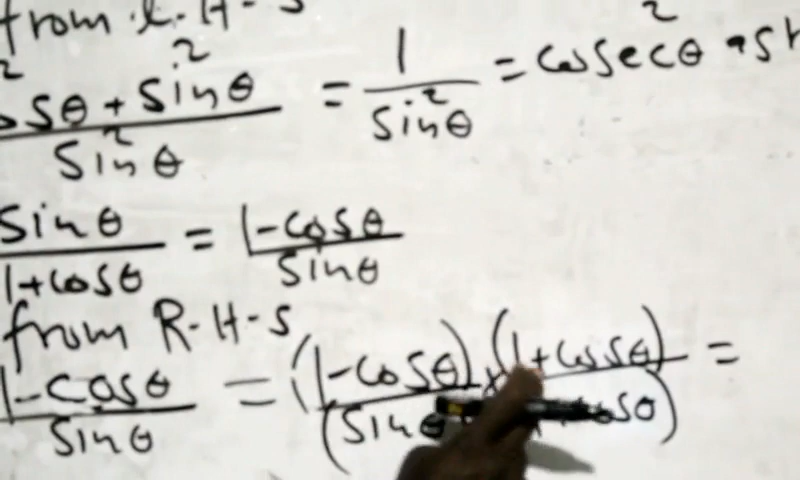 from L.H.S
cos²θ + sin²θ / sin²θ = 1 / sin²θ = cosec²θ
sinθ / 1+cosθ = 1-cosθ / sinθ
from R-H-S
1-cosθ / sinθ = (1-cosθ) × (1+cosθ) / (sinθ